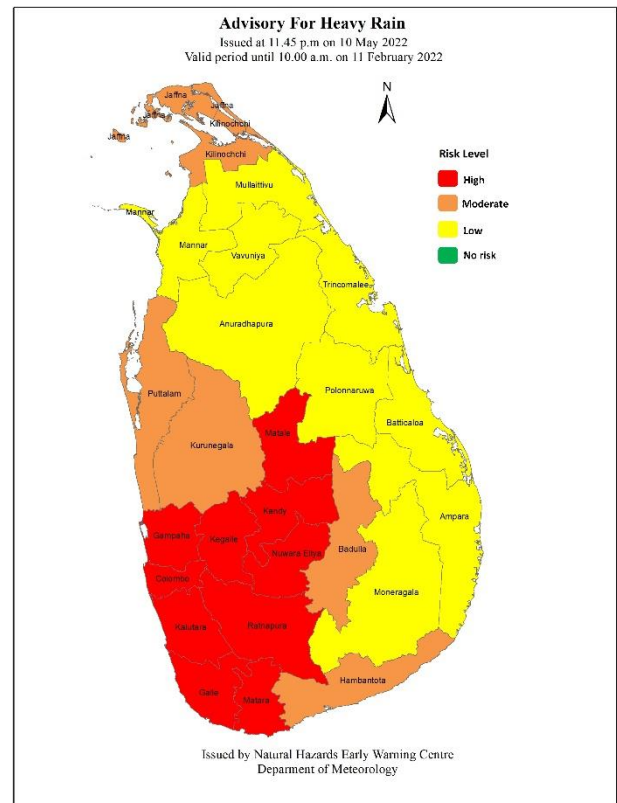 Advisory For Heavy Rain
Issued at 11.45 p.m on 10 May 2022
Valid period until 10.00 a.m. on 11 February 2022
N
Jaffna
Jaffna
Jaffna
Kilinochchi
Jaffna
Kilinochchi
Risk Level
High
Moderate
Low
No risk
Mullaittivu
Mannar
Mannar
Vavuniya
Trincomalee
Anuradhapura
Puttalam
Polonnaruwa
Batticaloa
Kurunegala
Matale
Kandy
Ampara
Gampaha
Kegalle
Nuwara Eliya
Badulla
Colombo
Moneragala
Kalutara
Ratnapura
Hambantota
Galle
Matara
Issued by Natural Hazards Early Warning Centre
Deparment of Meteorology